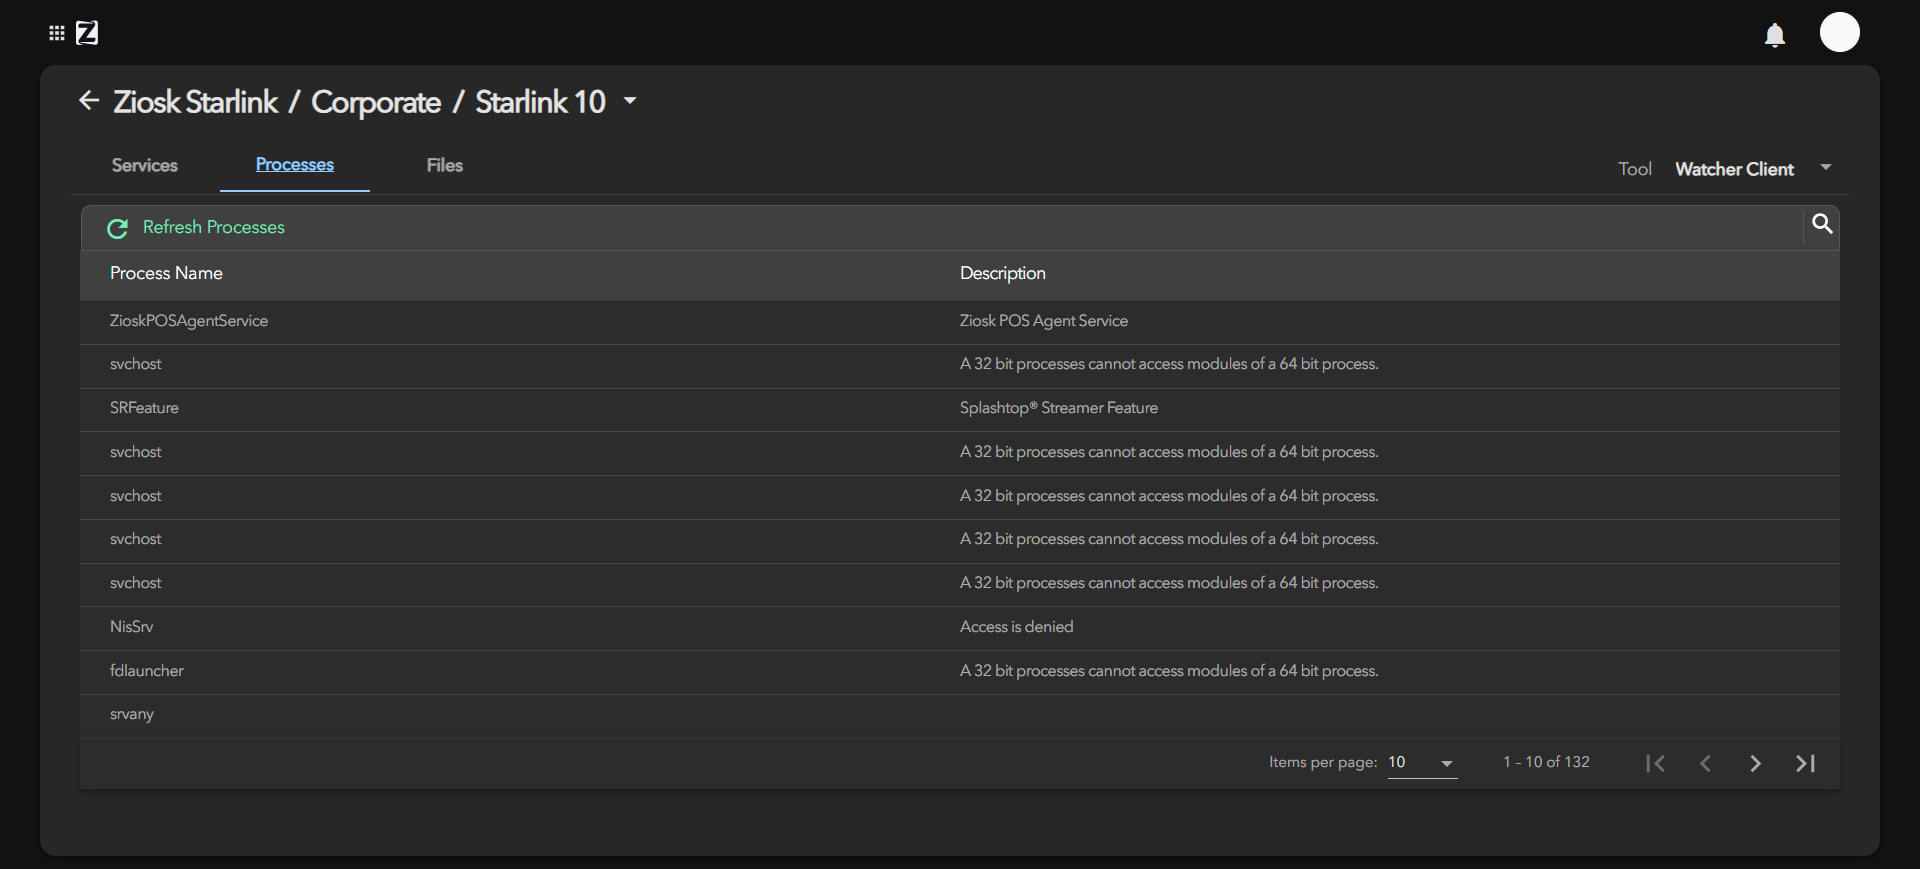 Z
Ziosk Starlink / Corporate / Starlink 10
Services Processes Files Tool Watcher Client
Refresh Processes
Process Name Description
ZioskPOSAgentService Ziosk POS Agent Service
svchost A 32 bit processes cannot access modules of a 64 bit process.
SRFeature Splashtop® Streamer Feature
svchost A 32 bit processes cannot access modules of a 64 bit process.
svchost A 32 bit processes cannot access modules of a 64 bit process.
svchost A 32 bit processes cannot access modules of a 64 bit process.
svchost A 32 bit processes cannot access modules of a 64 bit process.
NisSrv Access is denied
fdlauncher A 32 bit processes cannot access modules of a 64 bit process.
srvany
Items per page: 10 1 - 10 of 132